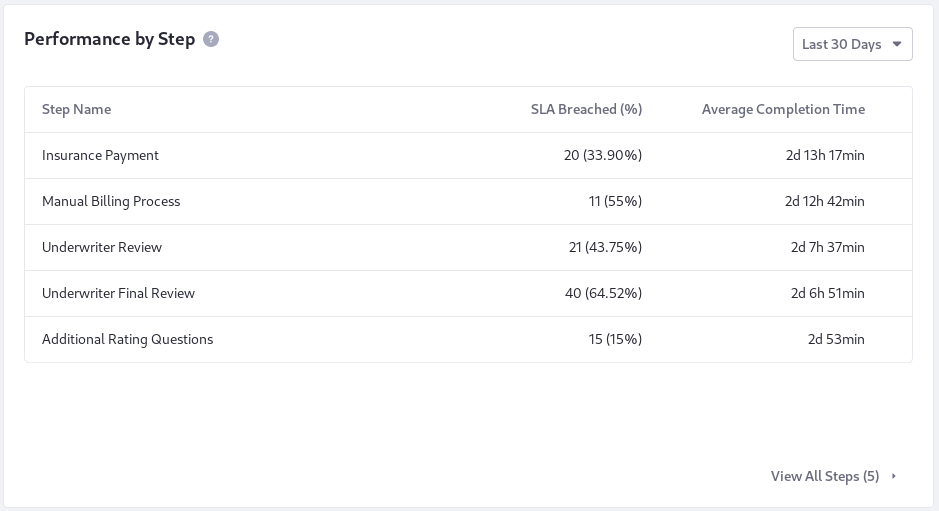 Performance by Step ?
Last 30 Days
Step Name SLA Breached (%) Average Completion Time
Insurance Payment 20 (33.90%) 2d 13h 17min
Manual Billing Process 11 (55%) 2d 12h 42min
Underwriter Review 21 (43.75%) 2d 7h 37min
Underwriter Final Review 40 (64.52%) 2d 6h 51min
Additional Rating Questions 15 (15%) 2d 53min
View All Steps (5)